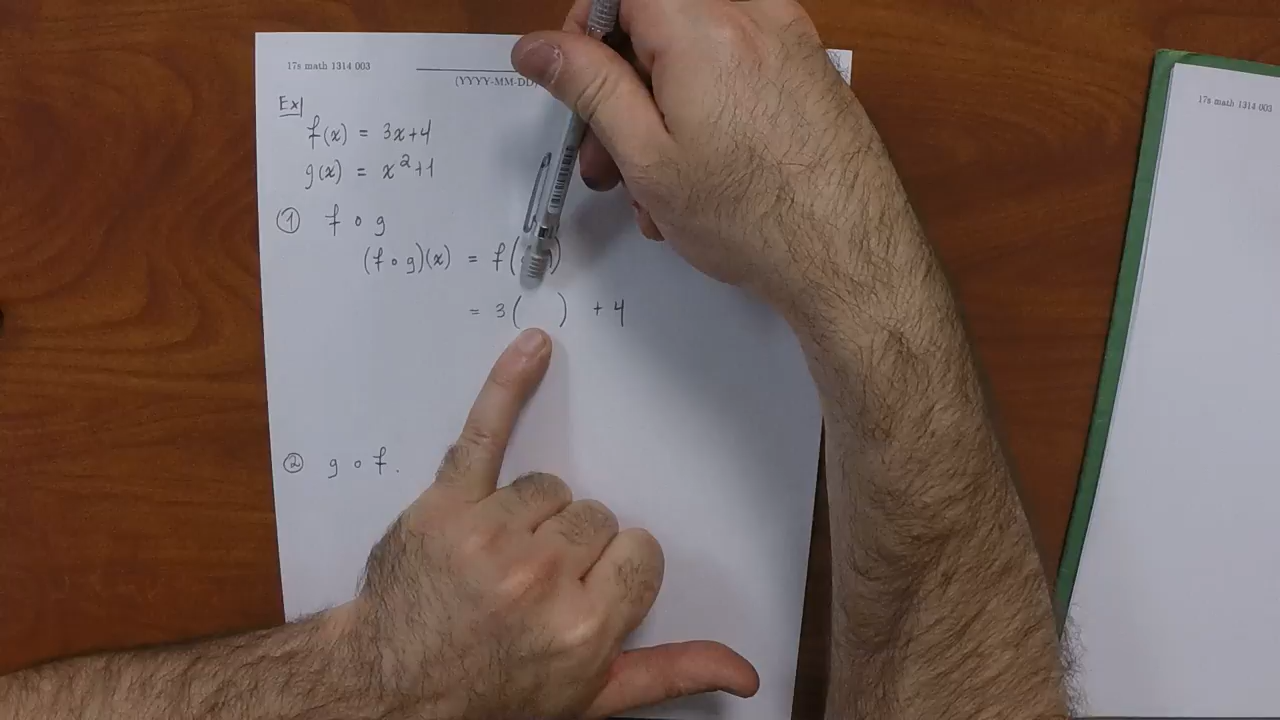 17s math 1314 003
(YYYY-MM-DD)
Ex|
f(x) = 3x+4
g(x) = x²+1
① f ∘ g
(f ∘ g)(x) = f( )
= 3( ) + 4
② g ∘ f.
17s math 1314 003